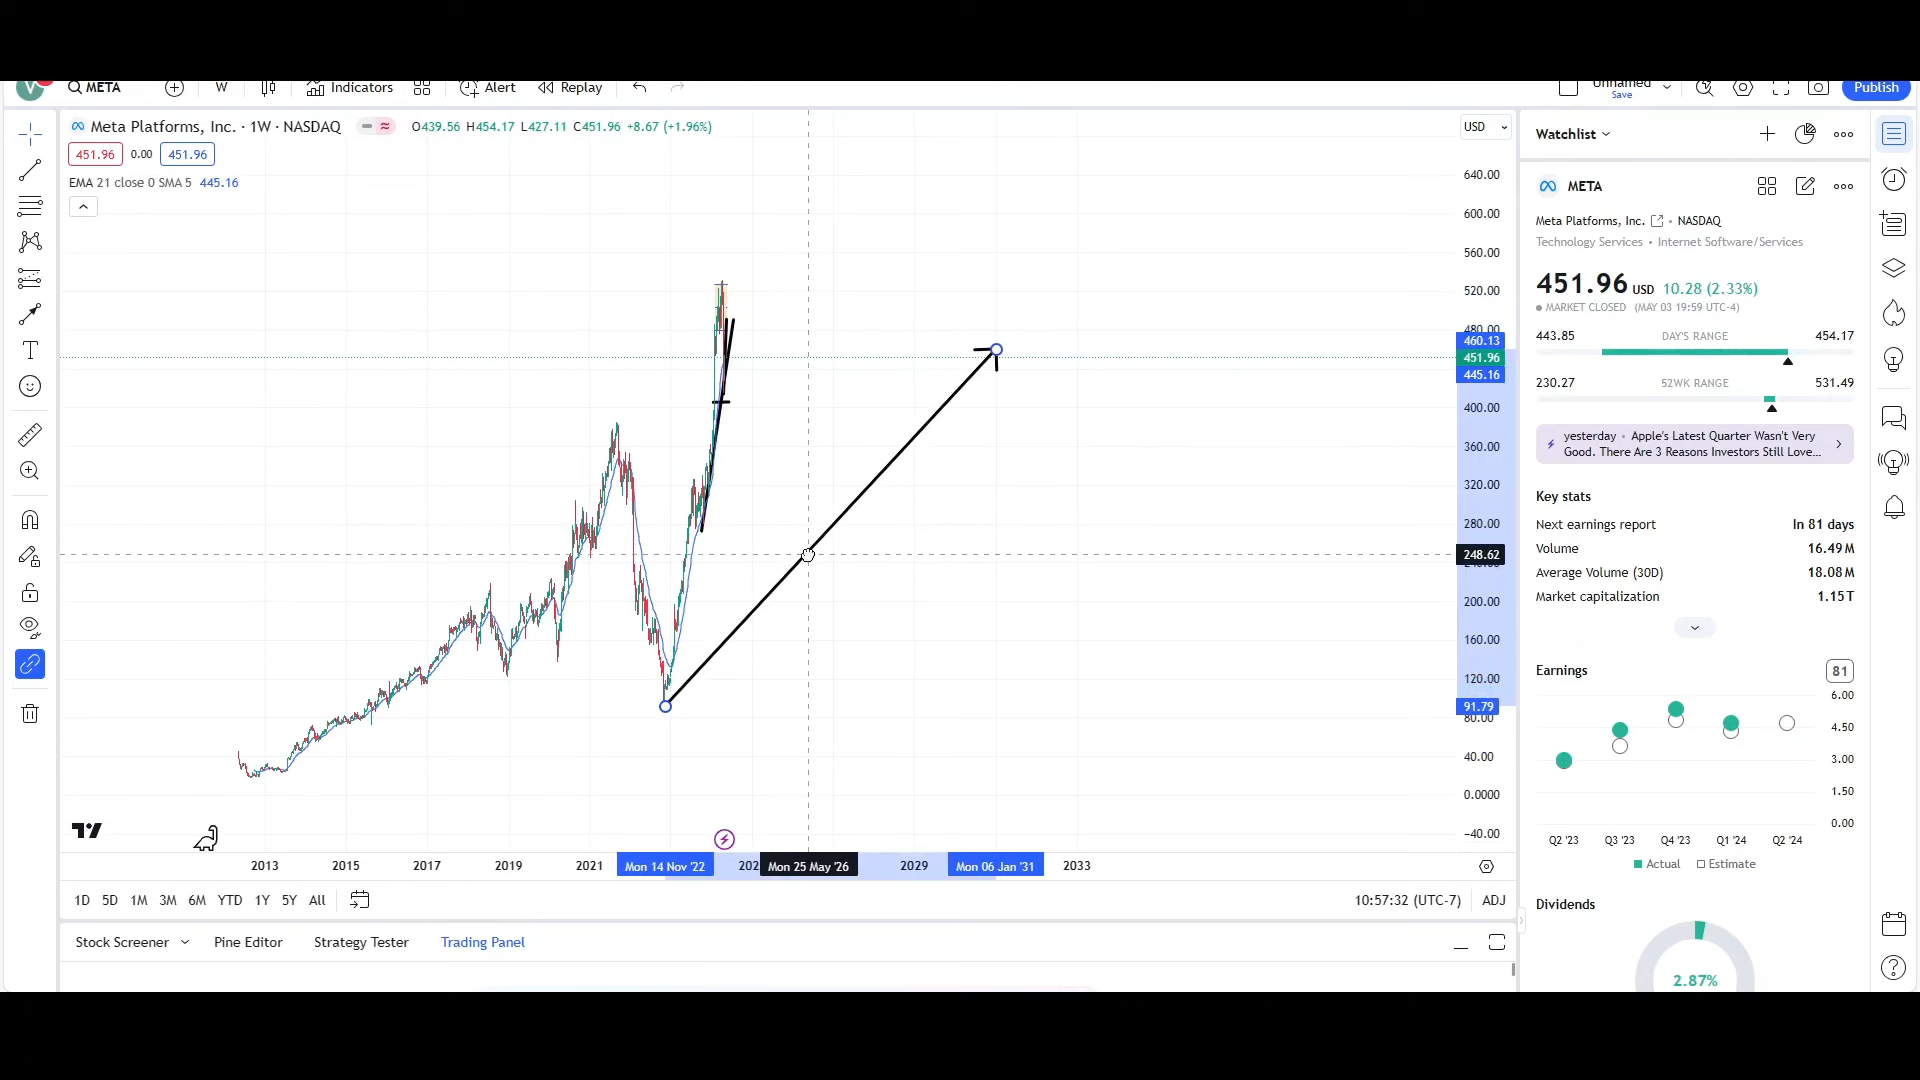 V META W Indicators Alert Replay Unnamed Save Publish
Meta Platforms, Inc. · 1W · NASDAQ O439.56 H454.17 L427.11 C451.96 +8.67 (+1.96%)
451.96 0.00 451.96
EMA 21 close 0 SMA 5 445.16
USD
640.00
600.00
560.00
520.00
480.00
460.13
451.96
445.16
400.00
360.00
320.00
280.00
248.62
200.00
160.00
120.00
91.79
80.00
40.00
0.0000
−40.00
2013 2015 2017 2019 2021 Mon 14 Nov '22 Mon 25 May '26 2029 Mon 06 Jan '31 2033
1D 5D 1M 3M 6M YTD 1Y 5Y All 10:57:32 (UTC-7) ADJ
Stock Screener Pine Editor Strategy Tester Trading Panel
Watchlist
META
Meta Platforms, Inc. • NASDAQ
Technology Services • Internet Software/Services
451.96 USD 10.28 (2.33%)
MARKET CLOSED (MAY 03 19:59 UTC-4)
443.85 DAY'S RANGE 454.17
230.27 52WK RANGE 531.49
yesterday • Apple's Latest Quarter Wasn't Very
Good. There Are 3 Reasons Investors Still Love...
Key stats
Next earnings report In 81 days
Volume 16.49M
Average Volume (30D) 18.08M
Market capitalization 1.15T
Earnings 81
6.00
4.50
3.00
1.50
0.00
Q2 '23 Q3 '23 Q4 '23 Q1 '24 Q2 '24
Actual Estimate
Dividends
2.87%